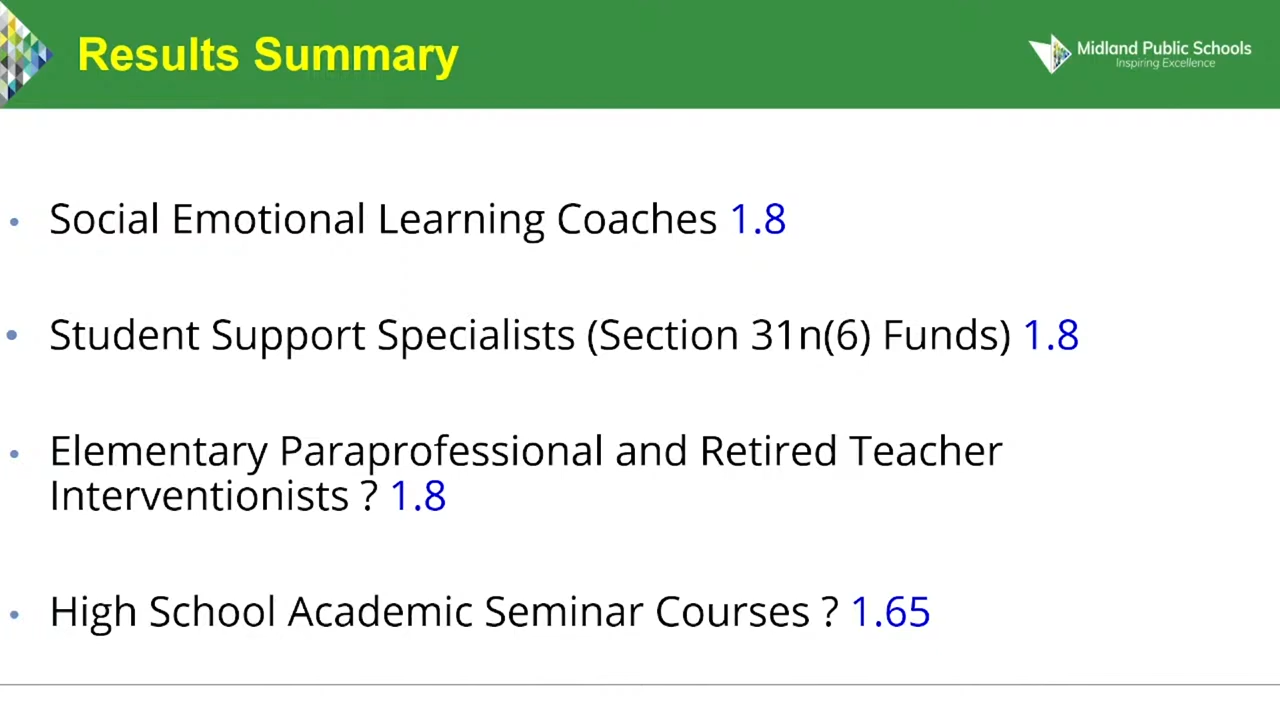 Results Summary
Midland Public Schools
Inspiring Excellence
• Social Emotional Learning Coaches 1.8
• Student Support Specialists (Section 31n(6) Funds) 1.8
• Elementary Paraprofessional and Retired Teacher
Interventionists ? 1.8
• High School Academic Seminar Courses ? 1.65